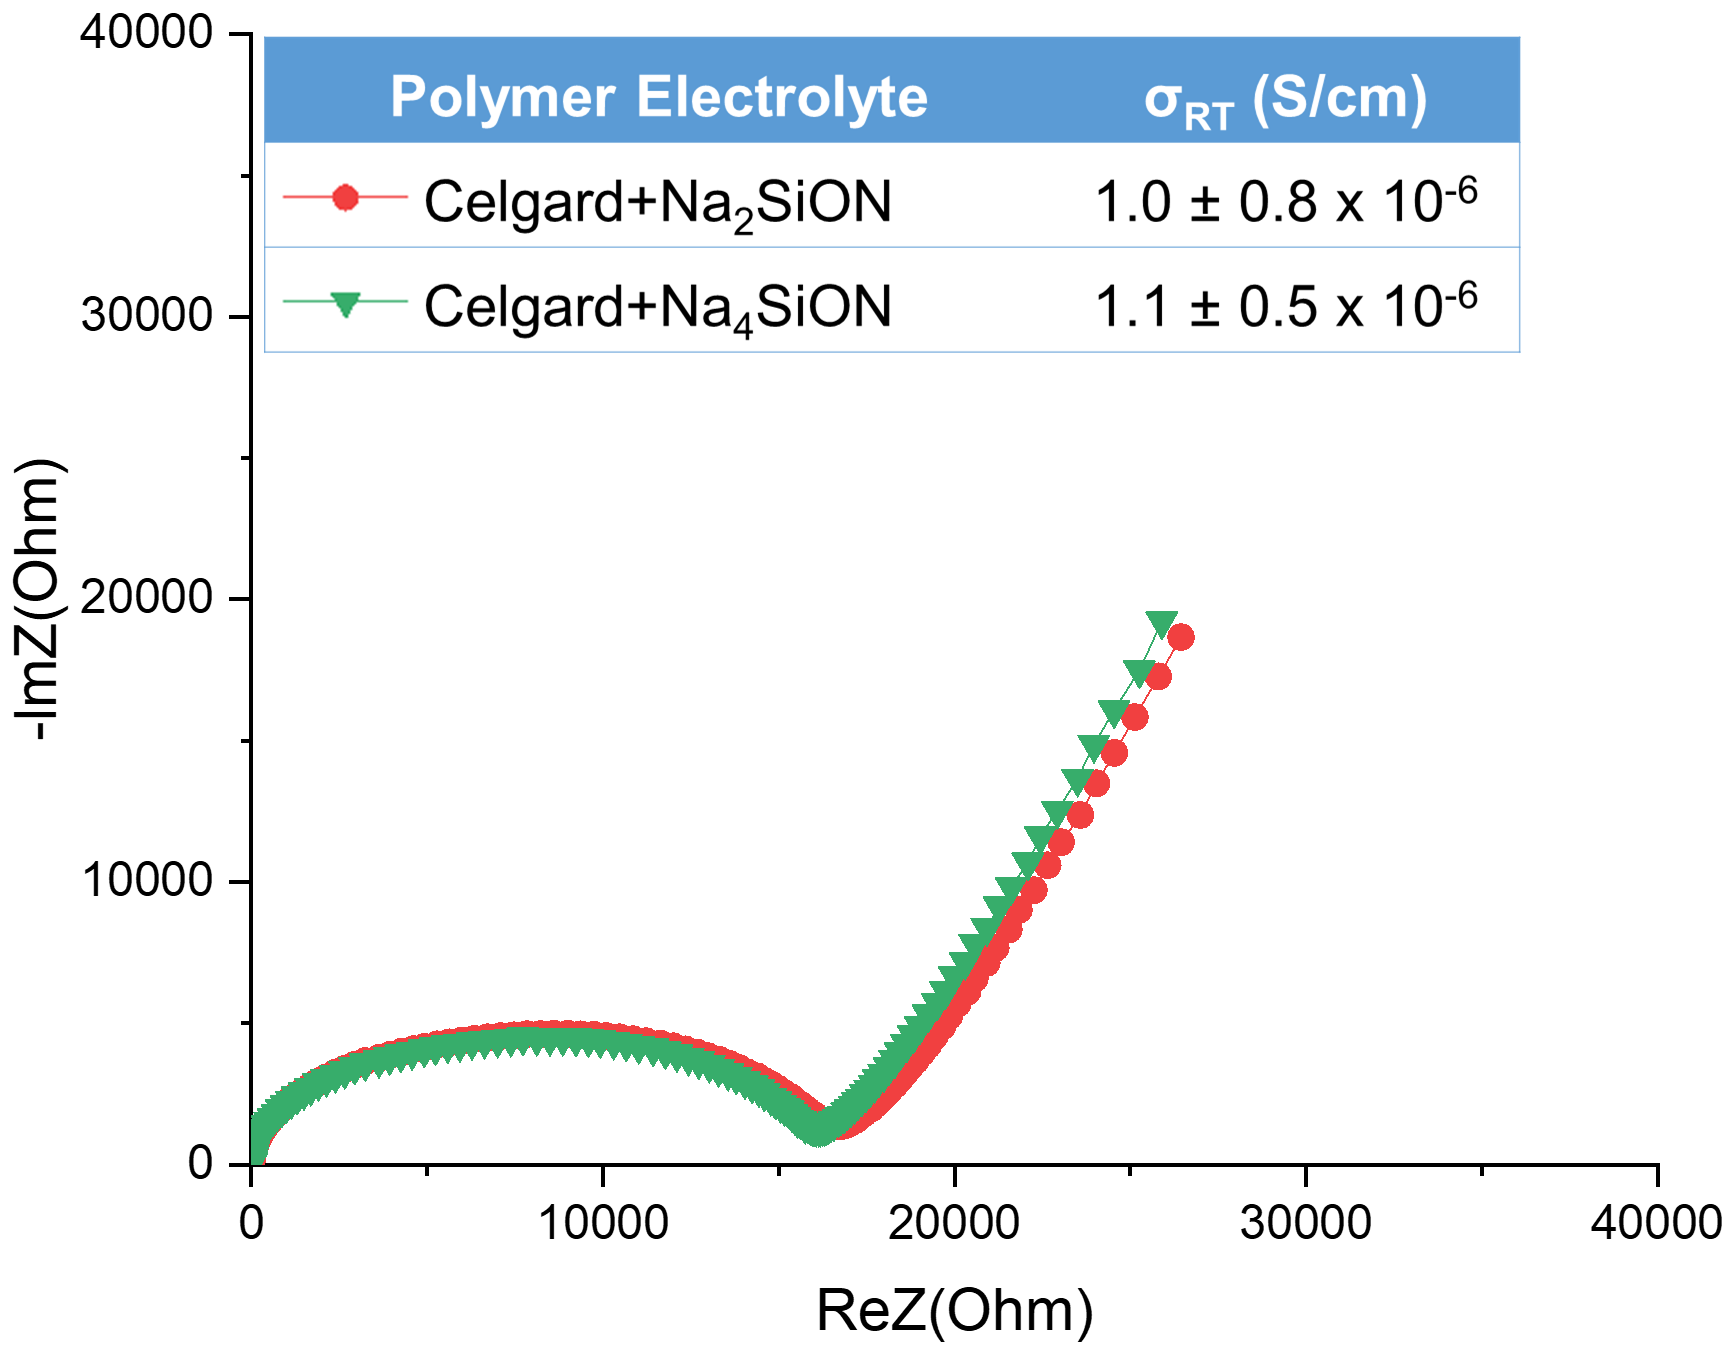 40000
Polymer Electrolyte σRT (S/cm)
Celgard+Na2SiON 1.0 ± 0.8 x 10-6
30000
Celgard+Na4SiON 1.1 ± 0.5 x 10-6
-ImZ(Ohm)
20000
10000
0
0 10000 20000 30000 40000
ReZ(Ohm)